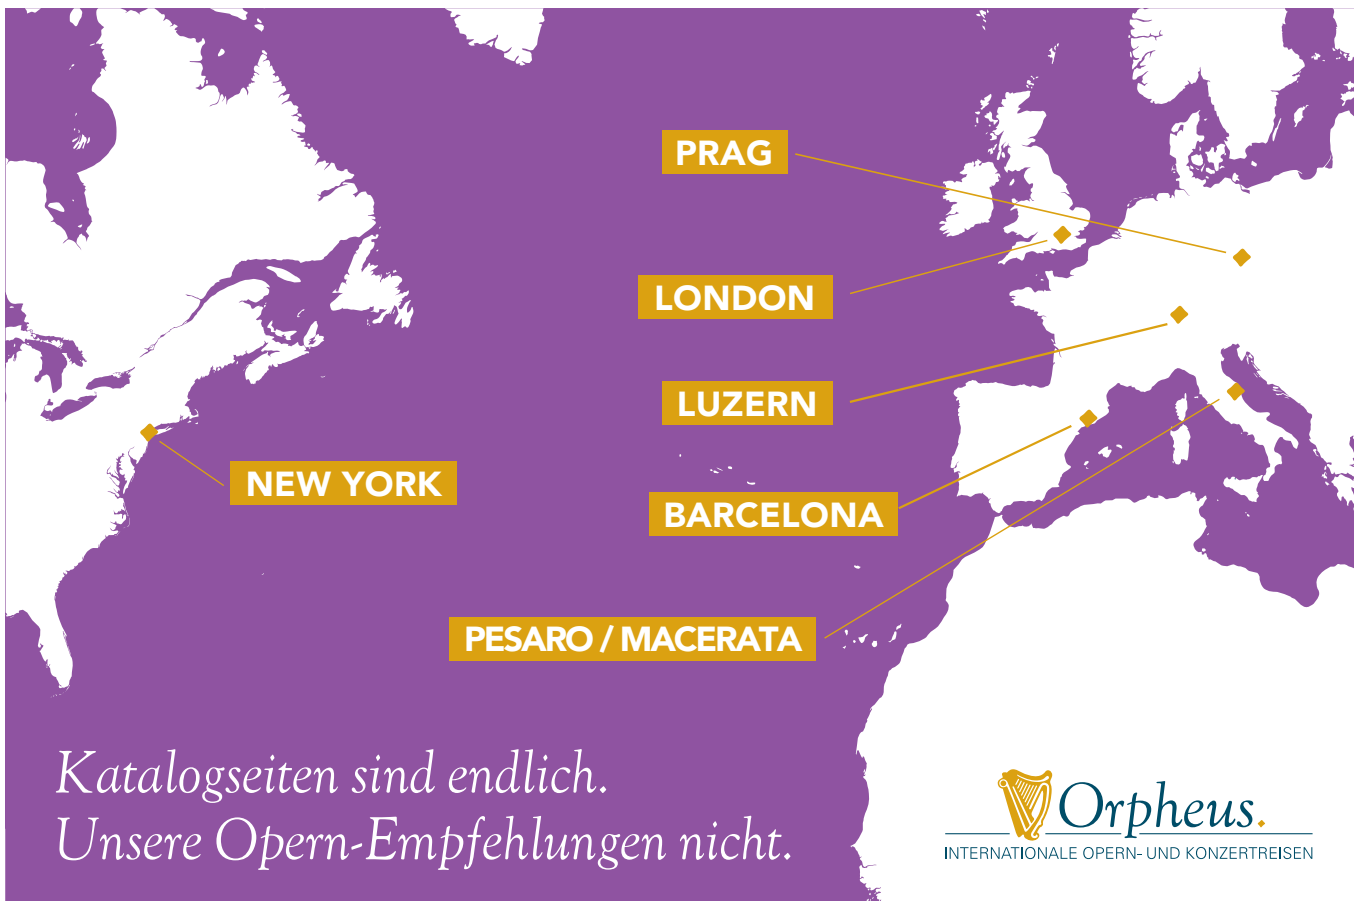 PRAG
LONDON
LUZERN
NEW YORK
BARCELONA
PESARO / MACERATA
Katalogseiten sind endlich.
Unsere Opern-Empfehlungen nicht.
Orpheus.
INTERNATIONALE OPERN- UND KONZERTREISEN